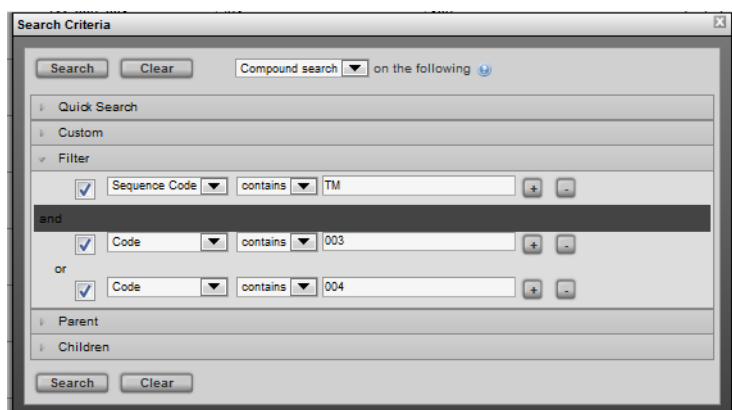 Search Criteria
Search Clear Compound search on the following
Quick Search
Custom
Filter
Sequence Code contains TM + -
and
Code contains 003 + -
or
Code contains 004 + -
Parent
Children
Search Clear